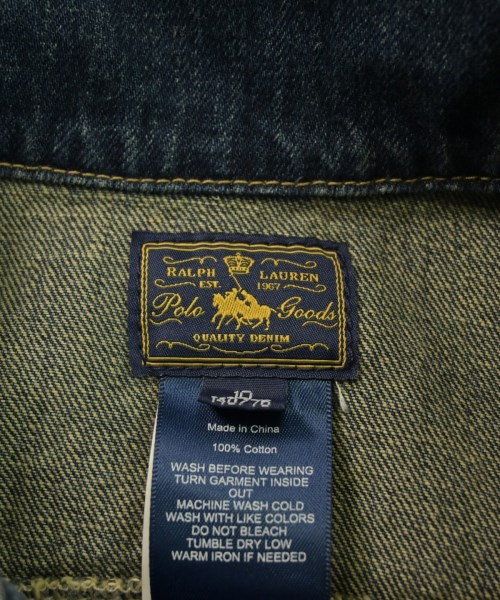 RALPH LAUREN
EST. 1967
Polo Goods
QUALITY DENIM
10
Made in China
100% Cotton
WASH BEFORE WEARING
TURN GARMENT INSIDE
OUT
MACHINE WASH COLD
WASH WITH LIKE COLORS
DO NOT BLEACH
TUMBLE DRY LOW
WARM IRON IF NEEDED